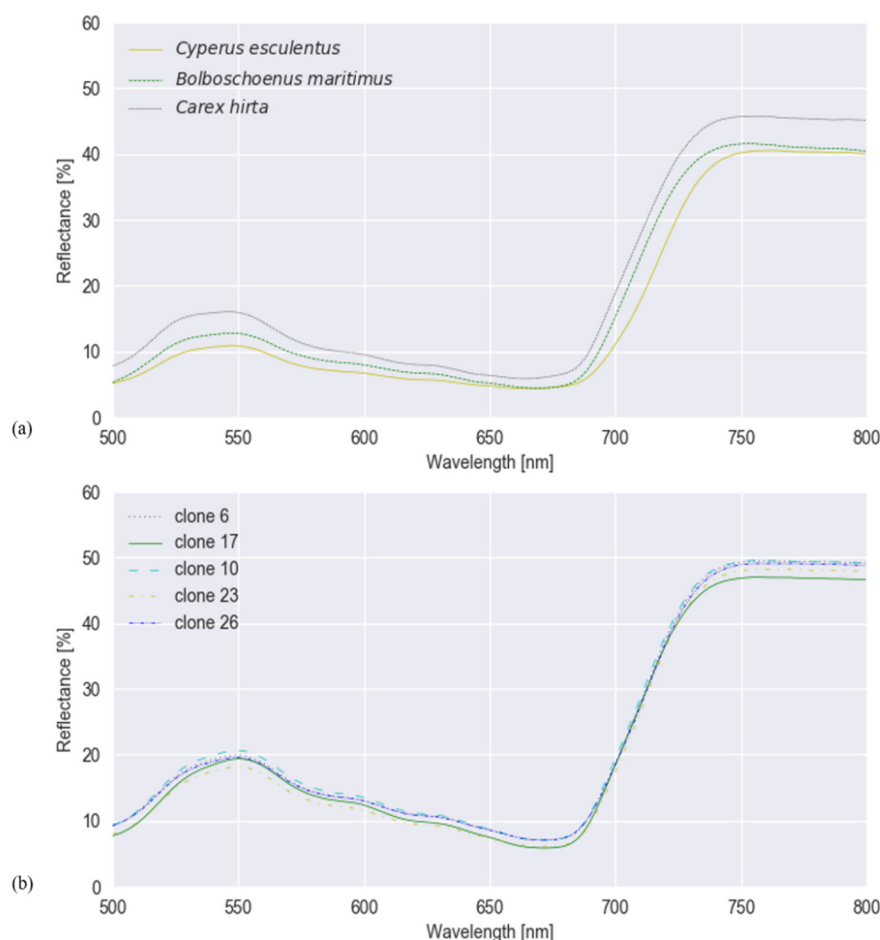 60
50
40
30
20
10
0
Reflectance [%]
Cyperus esculentus
Bolboschoenus maritimus
Carex hirta
(a)
500 550 600 650 700 750 800
Wavelength [nm]
60
50
40
30
20
10
0
Reflectance [%]
clone 6
clone 17
clone 10
clone 23
clone 26
(b)
500 550 600 650 700 750 800
Wavelength [nm]